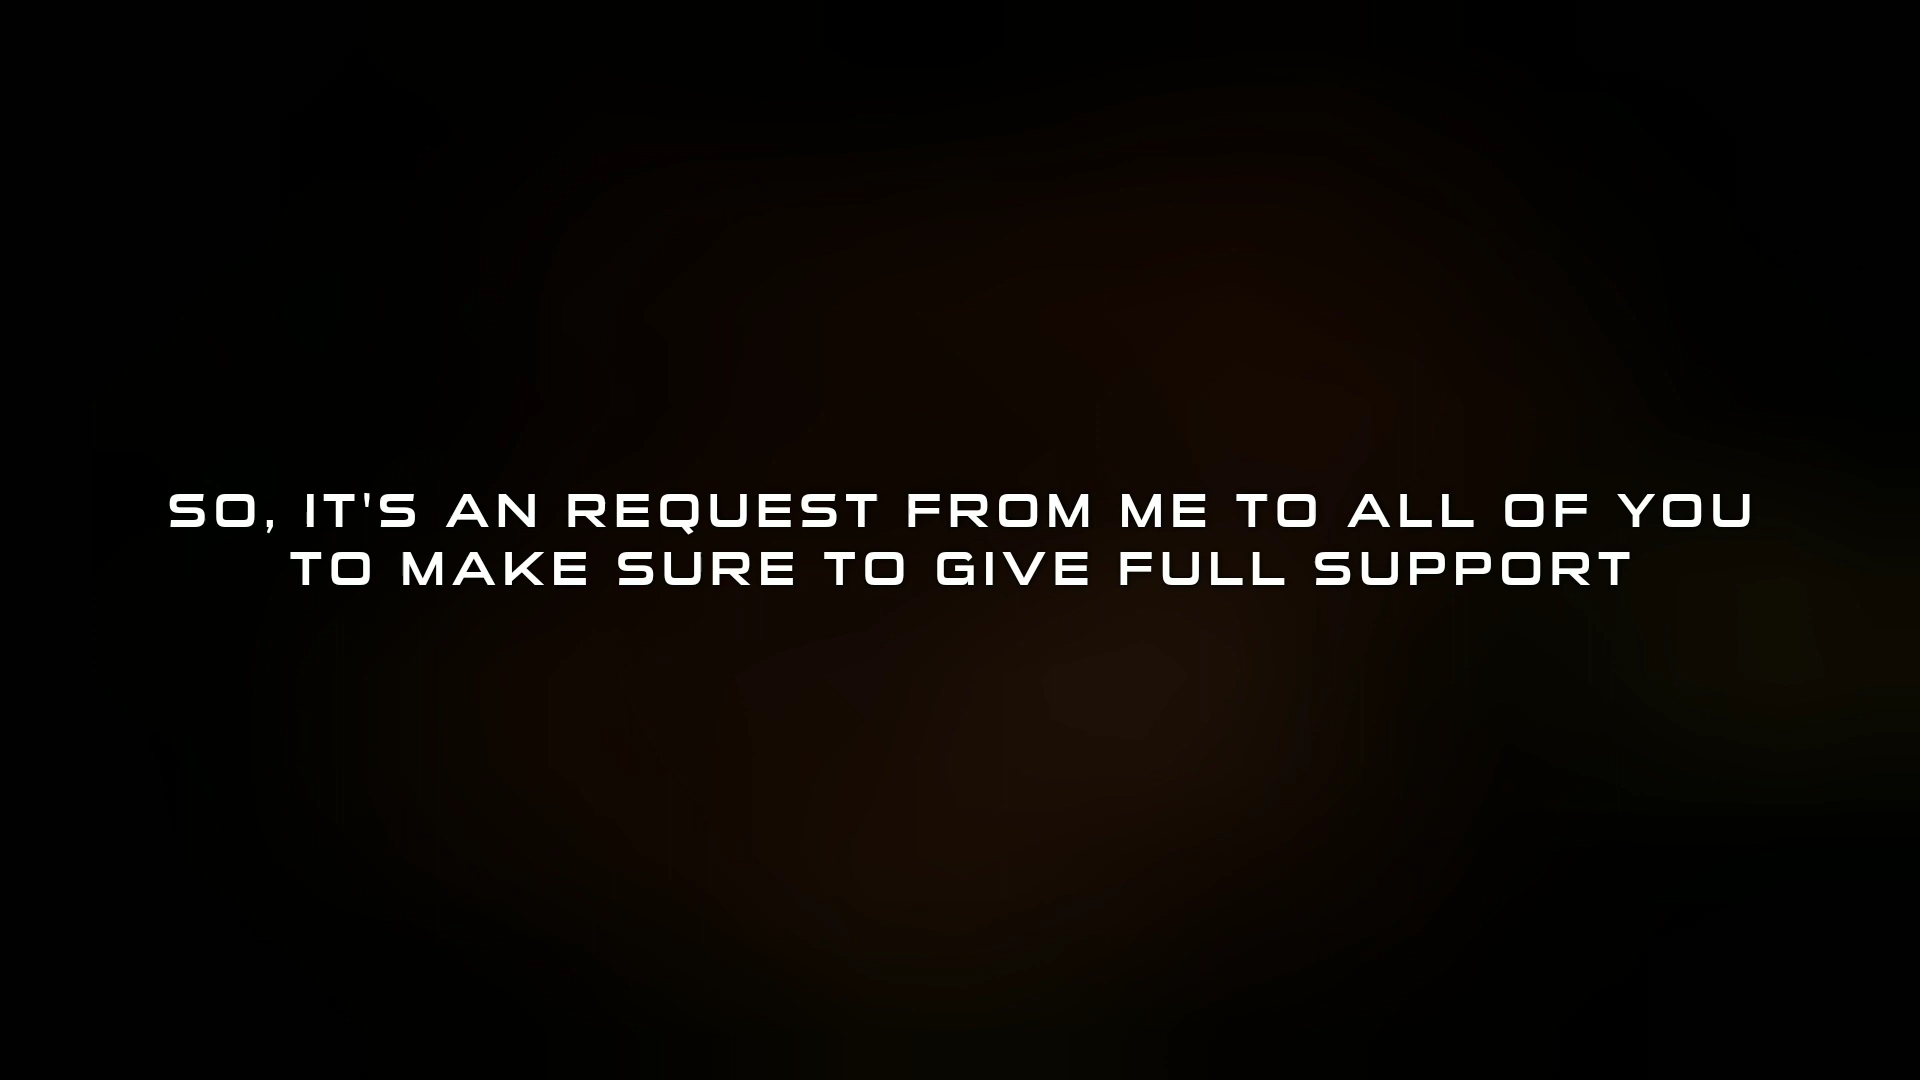 SO, IT'S AN REQUEST FROM ME TO ALL OF YOU
TO MAKE SURE TO GIVE FULL SUPPORT